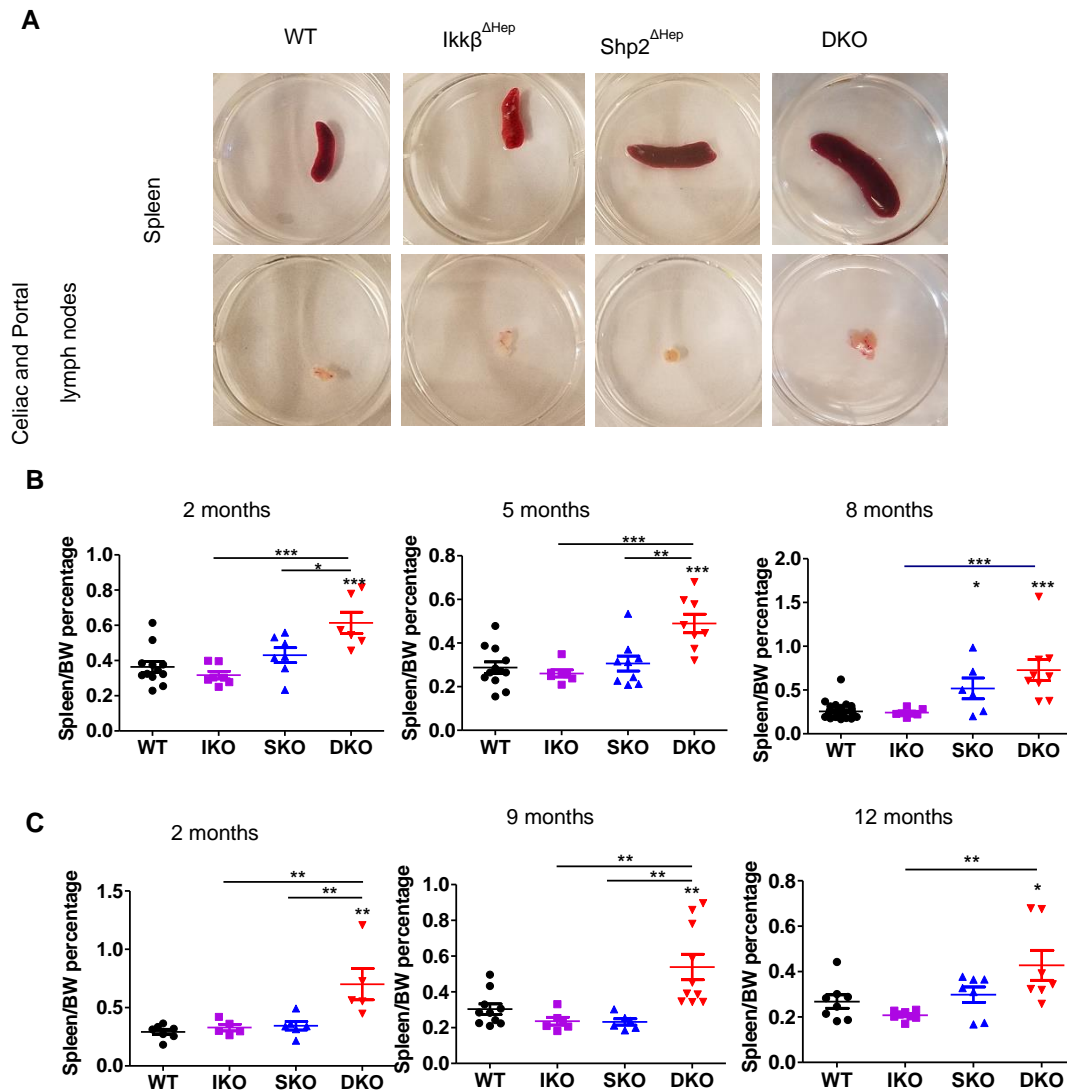 A
WT
Ikkβ^ΔHep
Shp2^ΔHep
DKO
Spleen
Celiac and Portal
lymph nodes
B
2 months
Spleen/BW percentage
1.0
0.8
0.6
0.4
0.2
0.0
***
*
***
WT IKO SKO DKO
5 months
Spleen/BW percentage
0.8
0.6
0.4
0.2
0.0
***
**
***
WT IKO SKO DKO
8 months
Spleen/BW percentage
2.0
1.5
1.0
0.5
0.0
***
* ***
WT IKO SKO DKO
C
2 months
Spleen/BW percentage
1.5
1.0
0.5
0.0
**
**
**
WT IKO SKO DKO
9 months
Spleen/BW percentage
1.0
0.8
0.6
0.4
0.2
0.0
**
**
**
WT IKO SKO DKO
12 months
Spleen/BW percentage
0.8
0.6
0.4
0.2
0.0
**
*
WT IKO SKO DKO